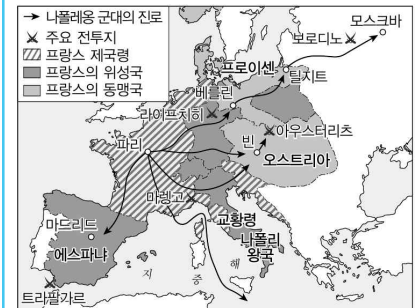 나폴레옹 군대의 진로
주요 전투지
프랑스 제국령
프랑스의 위성국
프랑스의 동맹국
모스크바
보로디노
프로이센
틸지트
베를린
라이프치히
파리
빈
아우스터리츠
오스트리아
마렝고
교황령
나폴리
왕국
마드리드
에스파냐
지 중 해
트라팔가르